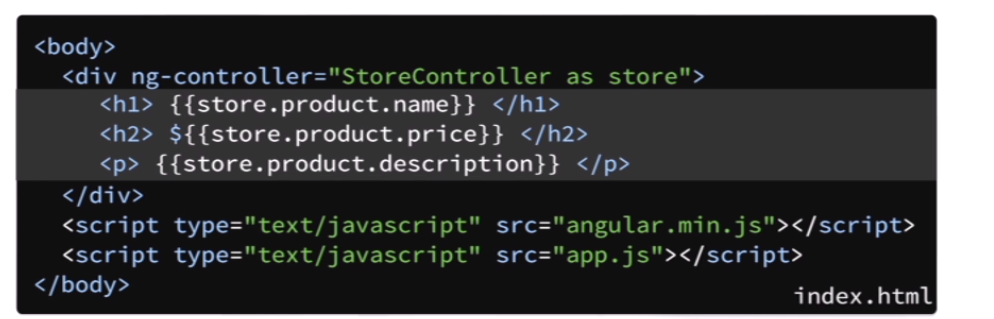 <body>
<div ng-controller="StoreController as store">
<h1> {{store.product.name}} </h1>
<h2> ${{store.product.price}} </h2>
<p> {{store.product.description}} </p>
</div>
<script type="text/javascript" src="angular.min.js"></script>
<script type="text/javascript" src="app.js"></script>
</body>
index.html